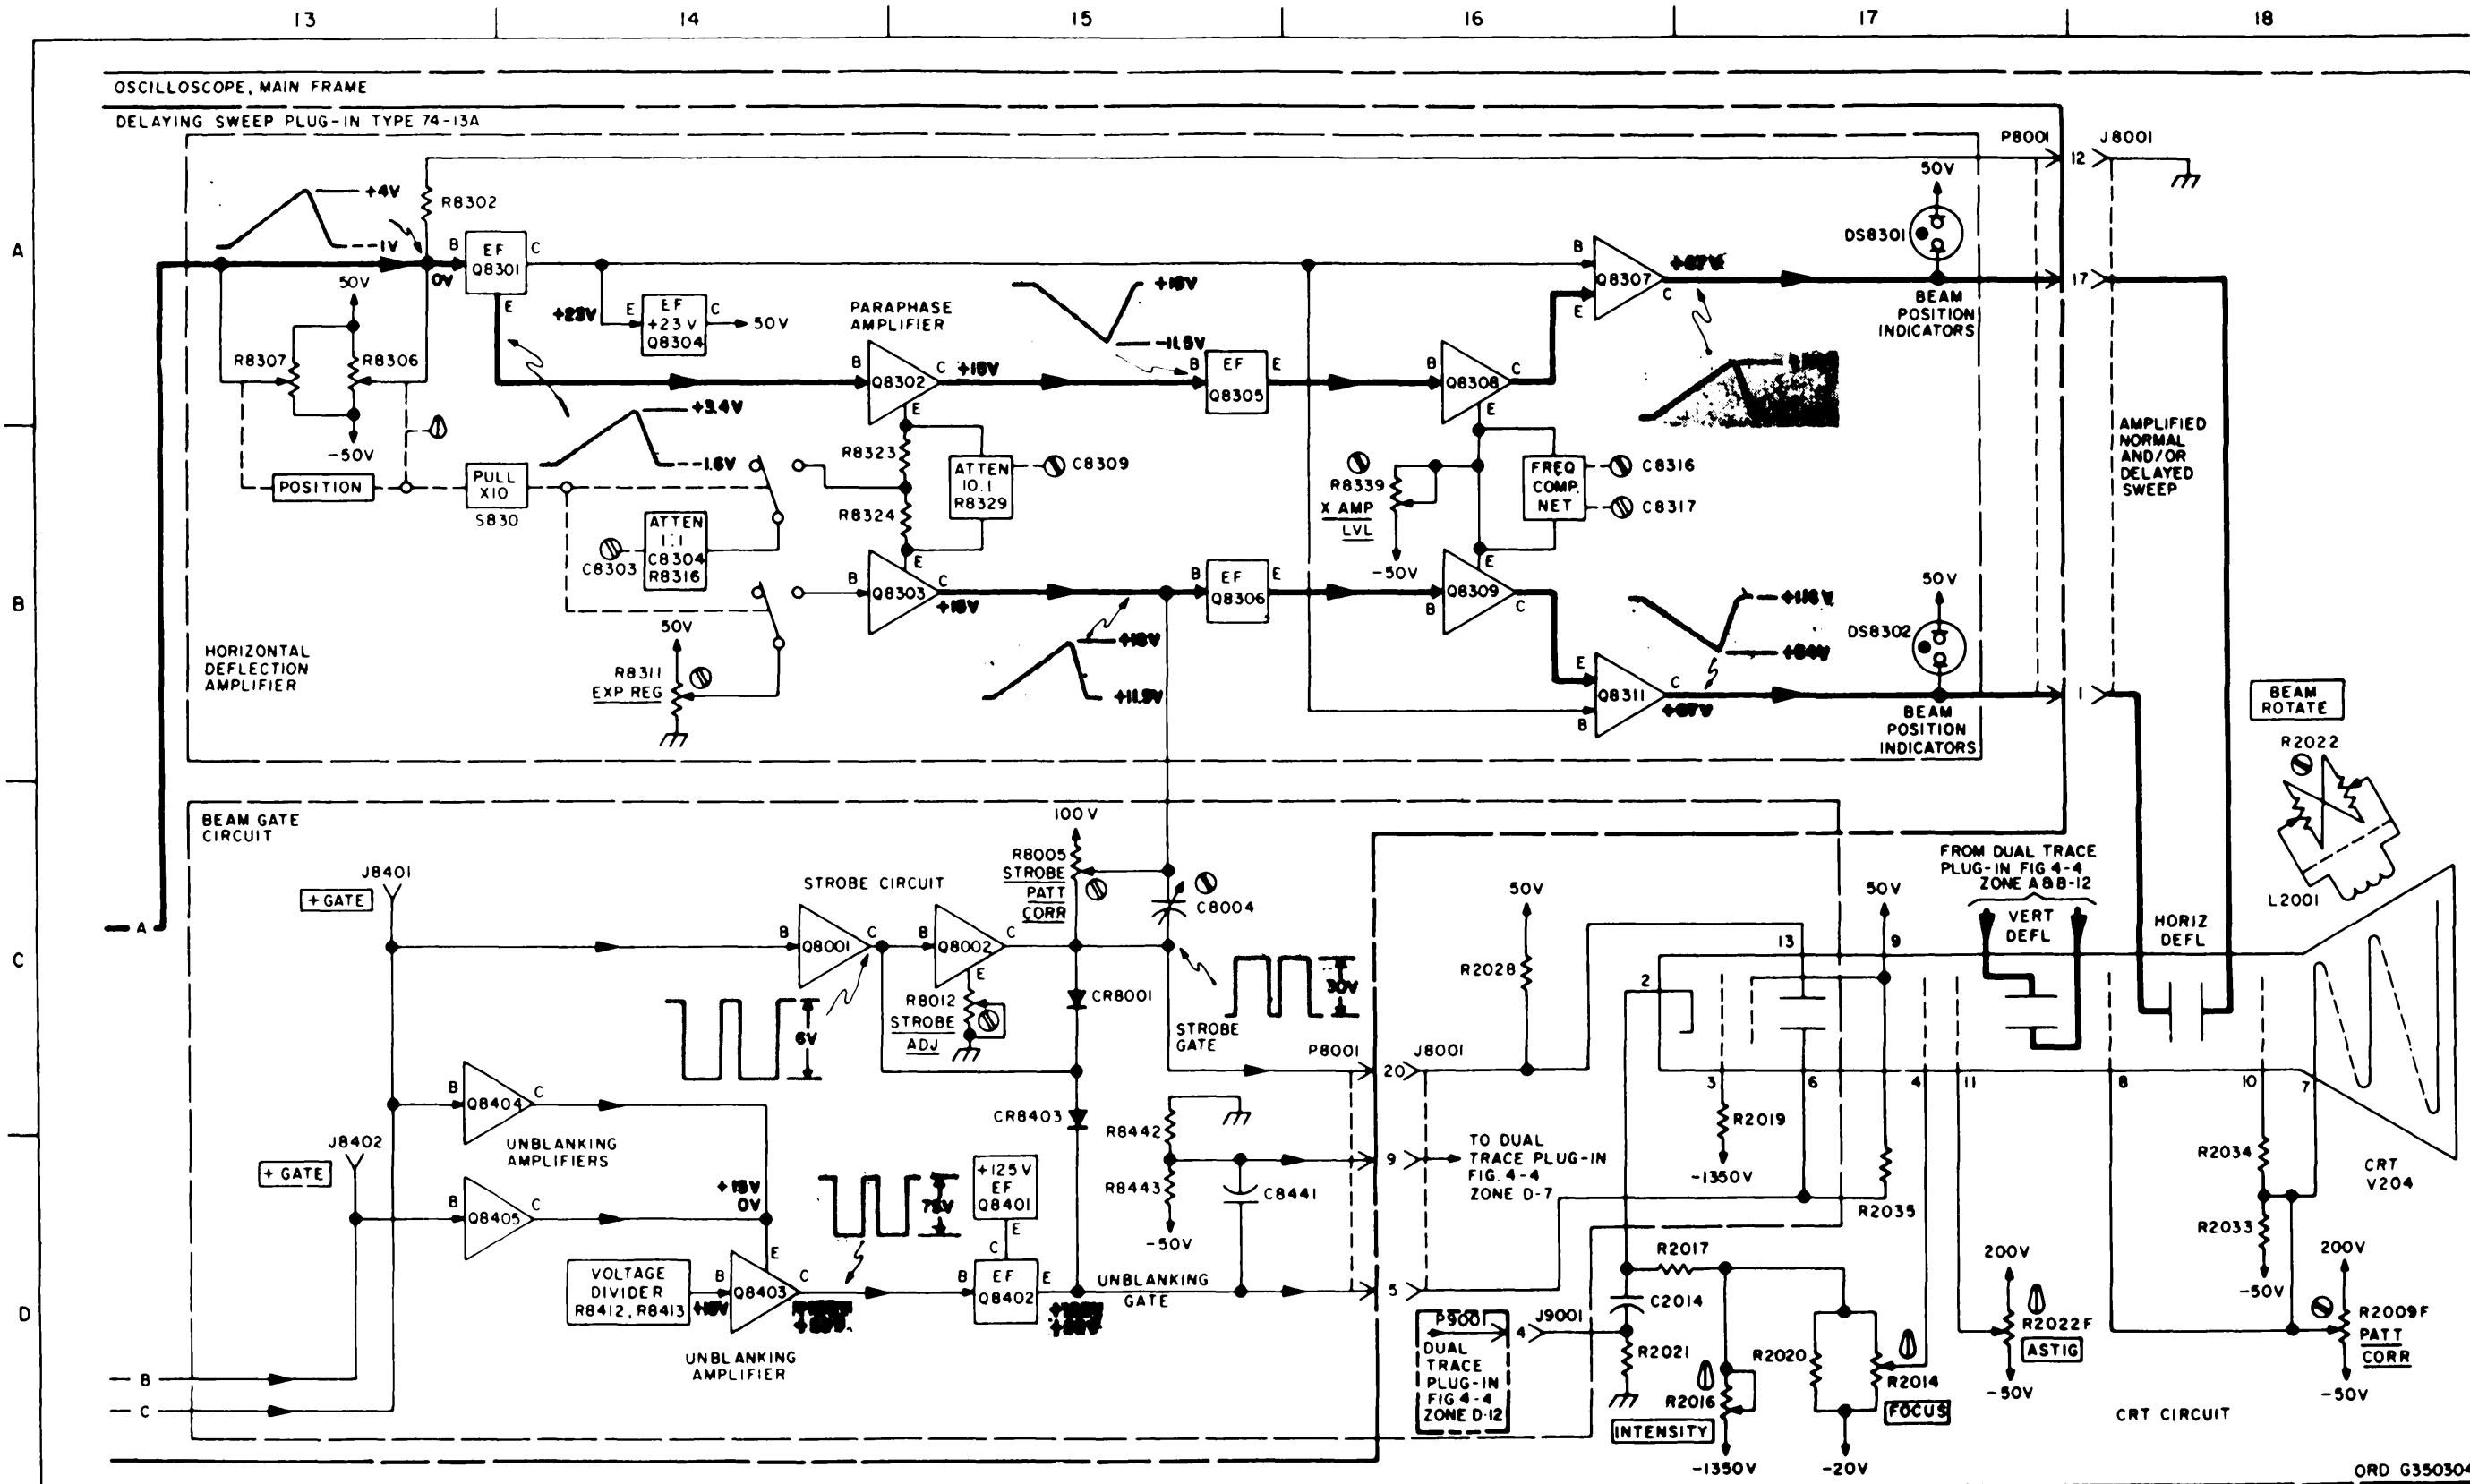 13 14 15 16 17 18
OSCILLOSCOPE, MAIN FRAME
DELAYING SWEEP PLUG-IN TYPE 74-13A
P8001 J8001
12
50V
+4V
R8302
-1V
A
B
EF
Q8301
C
E
0V
DS8301
B
Q8307
C
E
17
BEAM
POSITION
INDICATORS
50V
R8307
R8306
-50V
+23V
E
EF
+23V
Q8304
C
50V
PARAPHASE
AMPLIFIER
B
Q8302
C
E
+15V
B
EF
Q8305
E
B
Q8308
C
E
+3.4V
-1.6V
POSITION
PULL
X10
S830
R8323
R8324
ATTEN
10.1
R8329
C8309
R8339
X AMP
LVL
-50V
FREQ
COMP.
NET
C8316
C8317
AMPLIFIED
NORMAL
AND/OR
DELAYED
SWEEP
C8303
ATTEN
1:1
C8304
R8316
B
B
Q8303
C
E
+15V
B
EF
Q8306
E
B
Q8309
C
E
Q8311
C
B
50V
DS8302
1
BEAM
POSITION
INDICATORS
HORIZONTAL
DEFLECTION
AMPLIFIER
50V
R8311
EXP REG
BEAM
ROTATE
R2022
L2001
BEAM GATE
CIRCUIT
100V
R8005
STROBE
PATT
CORR
C8004
J8401
+ GATE
STROBE CIRCUIT
A
B
Q8001
C
B
Q8002
C
E
R8012
STROBE
ADJ
CR8001
6V
30V
STROBE
GATE
P8001 J8001
20
50V
R2028
50V
FROM DUAL TRACE
PLUG-IN FIG 4-4
ZONE A&B-12
VERT
DEFL
HORIZ
DEFL
C
2 13 9
3 6 4 11 8 10 7
B
Q8404
C
UNBLANKING
AMPLIFIERS
J8402
+ GATE
B
Q8405
C
CR8403
R8442
R8443
-50V
C8441
9
TO DUAL
TRACE PLUG-IN
FIG. 4-4
ZONE D-7
R2019
-1350V
R2035
R2034
R2033
-50V
CRT
V204
+15V
0V
+125V
EF
Q8401
E
VOLTAGE
DIVIDER
R8412, R8413
B
Q8403
C
E
UNBLANKING
AMPLIFIER
C
B
EF
Q8402
E
UNBLANKING
GATE
5
D
R2017
C2014
R2021
P9001 J9001
4
DUAL
TRACE
PLUG-IN
FIG. 4-4
ZONE D-12
R2016
INTENSITY
-1350V
R2020
R2014
FOCUS
-20V
200V
R2022F
ASTIG
-50V
200V
R2009F
PATT
CORR
-50V
B
C
CRT CIRCUIT
ORD G350304